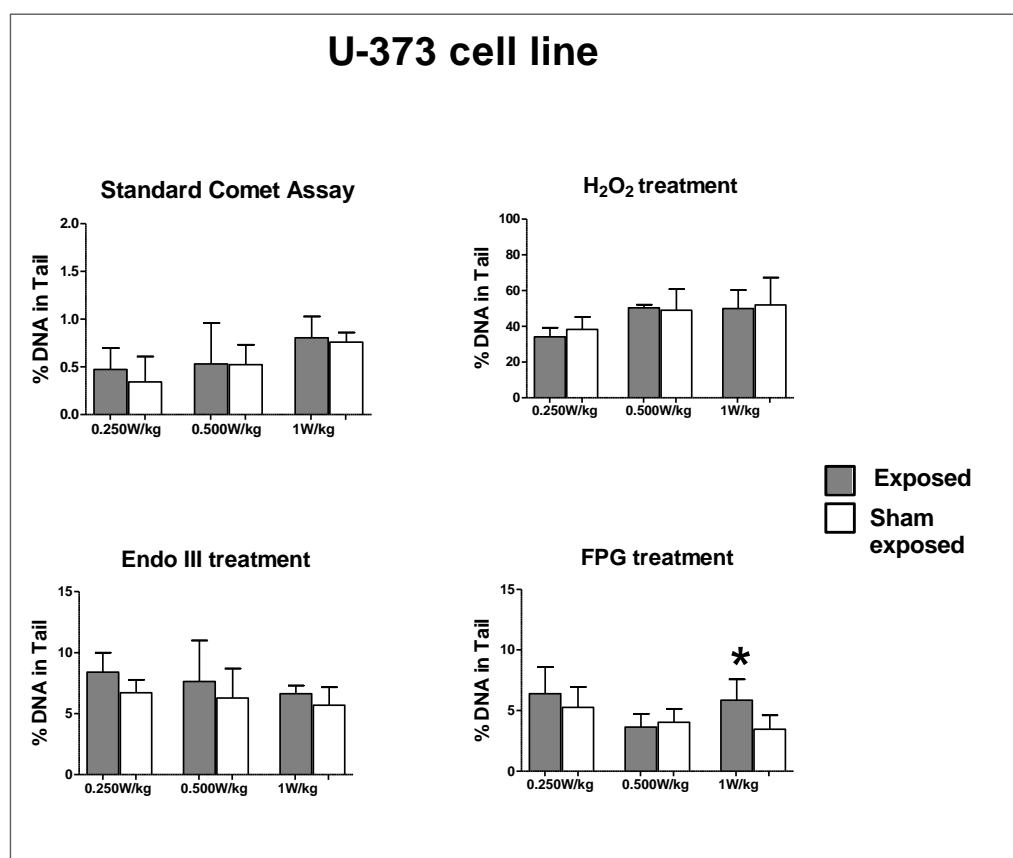 U-373 cell line
Standard Comet Assay
% DNA in Tail
2.0
1.5
1.0
0.5
0.0
0.250W/kg 0.500W/kg 1W/kg
H₂O₂ treatment
% DNA in Tail
100
80
60
40
20
0
0.250W/kg 0.500W/kg 1W/kg
Exposed
Sham
exposed
Endo III treatment
% DNA in Tail
15
10
5
0
0.250W/kg 0.500W/kg 1W/kg
FPG treatment
% DNA in Tail
15
10
5
0
*
0.250W/kg 0.500W/kg 1W/kg